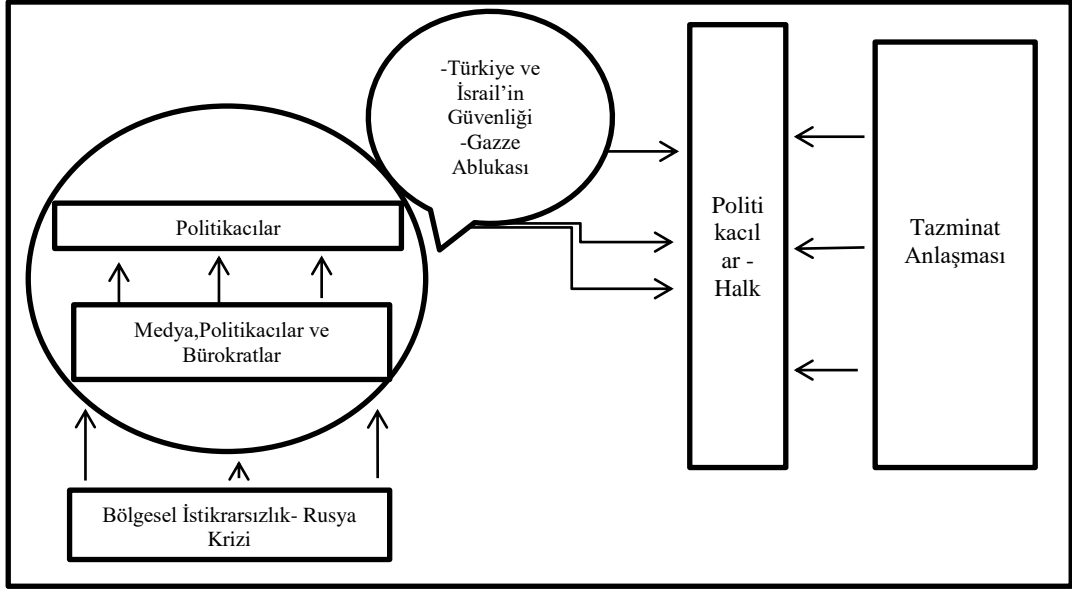 -Türkiye ve
İsrail’in
Güvenliği
-Gazze
Ablukası
Politikacılar
Medya,Politikacılar ve
Bürokratlar
Bölgesel İstikrarsızlık- Rusya
Krizi
Politi
kacıl
ar -
Halk
Tazminat
Anlaşması